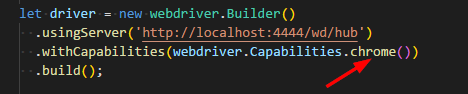 let driver = new webdriver.Builder()
.usingServer('http://localhost:4444/wd/hub')
.withCapabilities(webdriver.Capabilities.chrome())
.build();